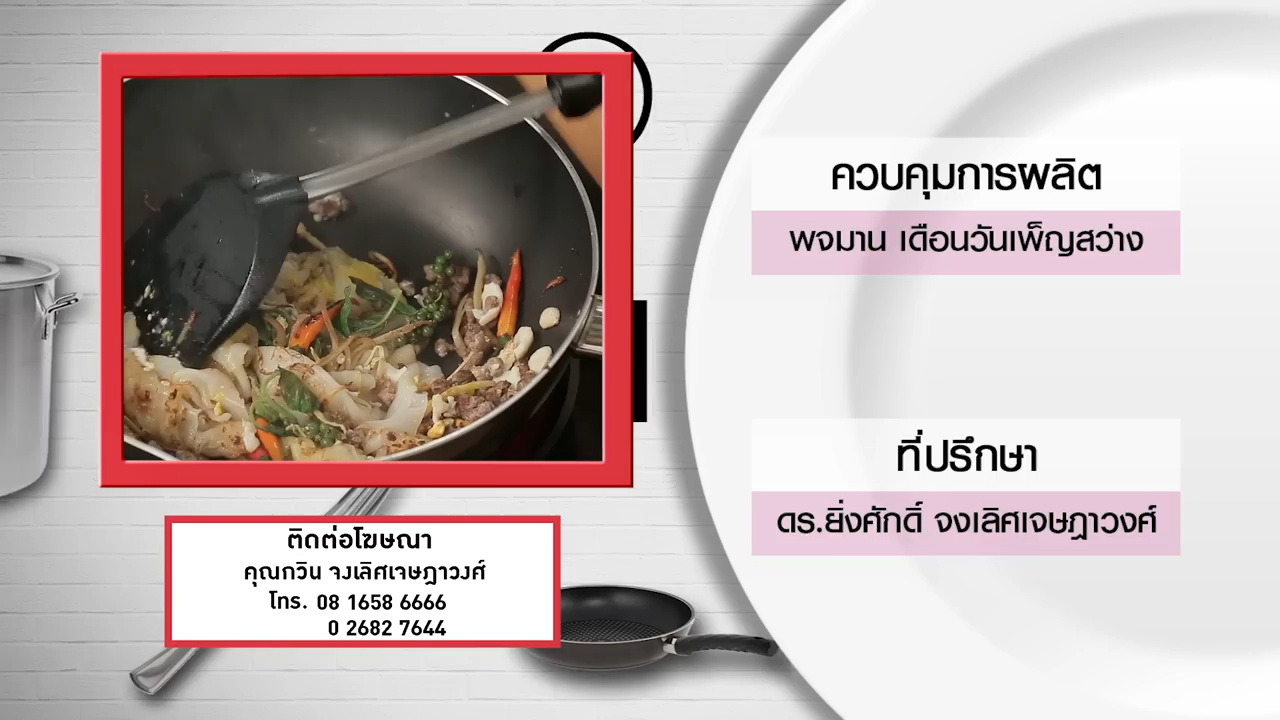 ควบคุมการผลิต
พจมาน เดือนวันเพ็ญสว่าง
ที่ปรึกษา
ดร.ยิ่งศักดิ์ จงเลิศเจษฎาวงศ์
ติดต่อโฆษณา
คุณกวิน จงเลิศเจษฎาวงศ์
โทร. 08 1658 6666
0 2682 7644